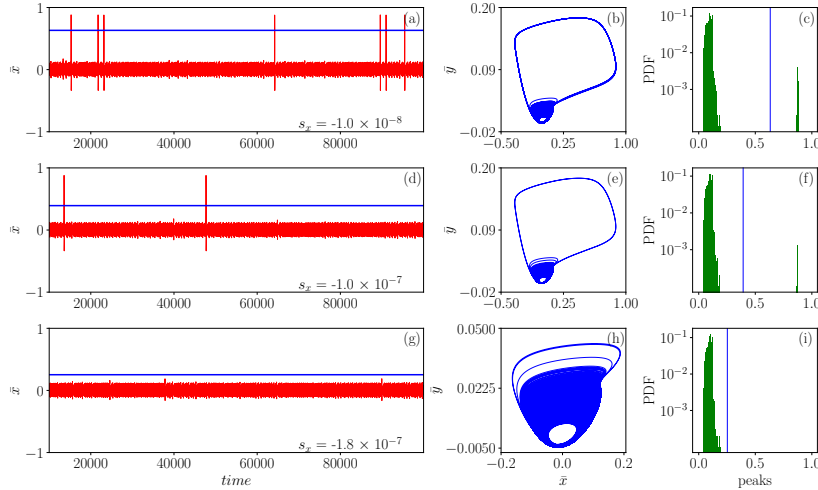 1
0
−1
x̄
20000 40000 60000 80000
(a)
s_x = -1.0 × 10^{-8}
0.20
0.09
−0.02
ȳ
−0.50 0.25 1.00
(b)
10^{-1}
10^{-3}
PDF
0.0 0.5 1.0
(c)
1
0
−1
x̄
20000 40000 60000 80000
(d)
s_x = -1.0 × 10^{-7}
0.20
0.09
−0.02
ȳ
−0.50 0.25 1.00
(e)
10^{-1}
10^{-2}
10^{-3}
PDF
0.0 0.5 1.0
(f)
1
0
−1
x̄
20000 40000 60000 80000
time
(g)
s_x = -1.8 × 10^{-7}
0.0500
0.0225
−0.0050
ȳ
−0.2 0.0 0.2
x̄
(h)
10^{-1}
10^{-2}
10^{-3}
PDF
0.0 0.5 1.0
peaks
(i)